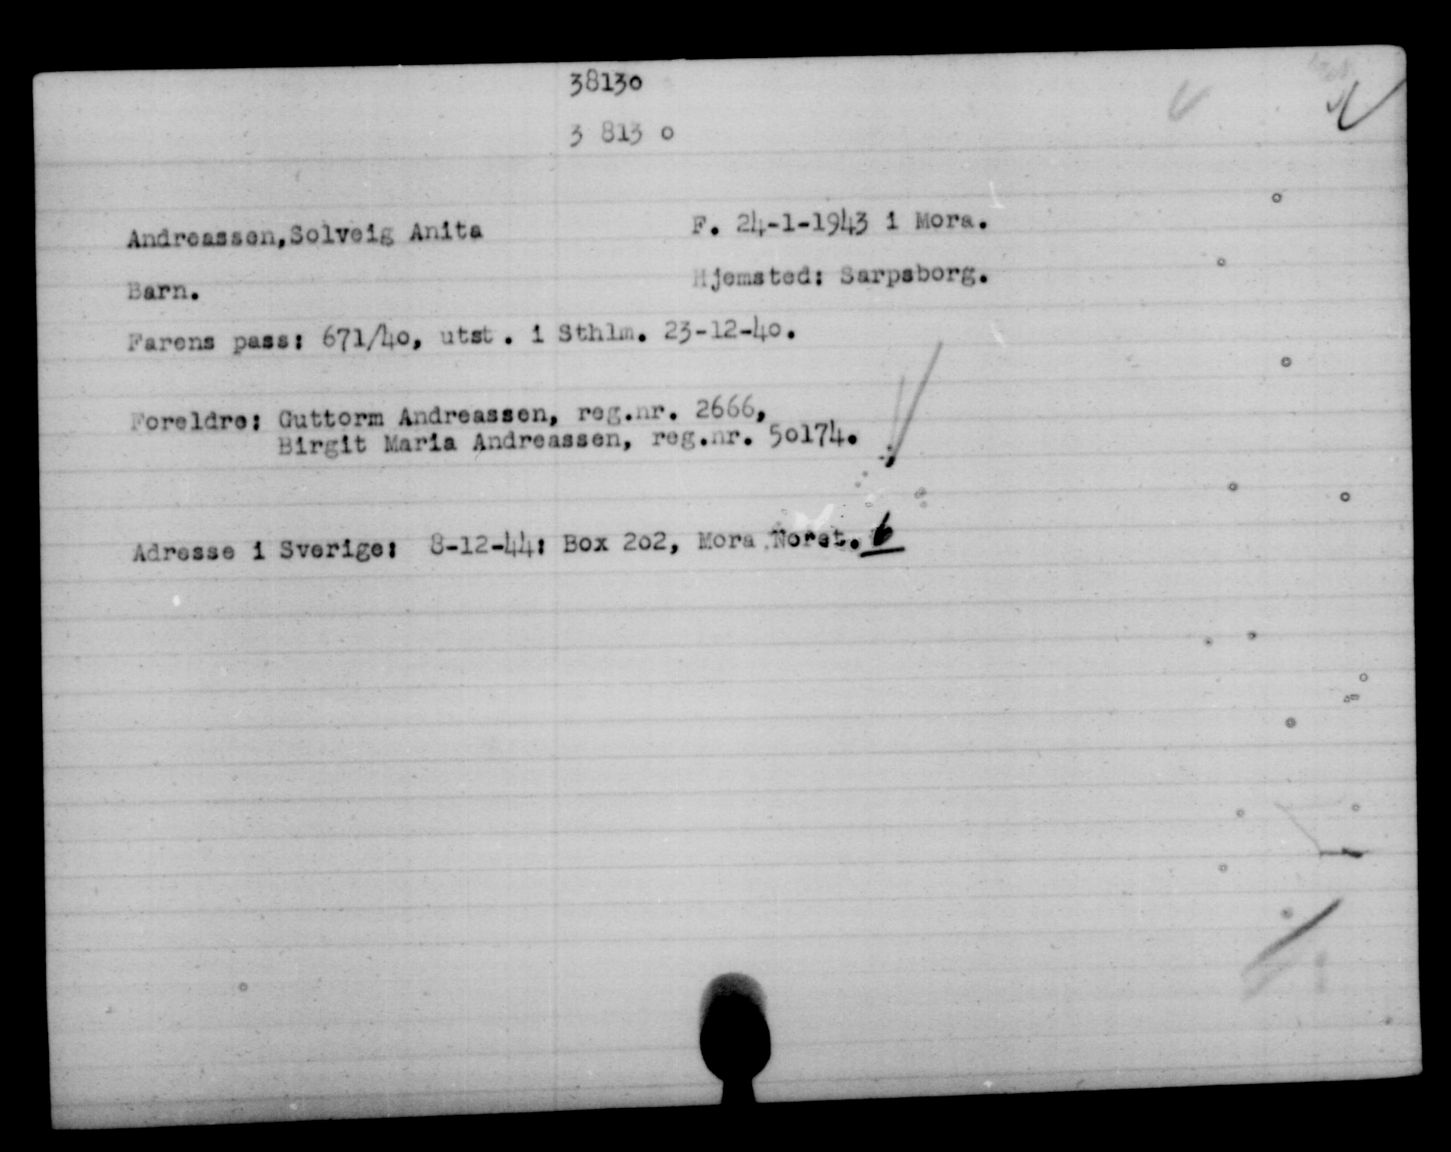 38130
3 813 0
Andreassen,Solveig Anita F. 24-1-1943 i Mora.
Barn. Hjemsted: Sarpsborg.
Farens pass: 671/40, utst. i Sthlm. 23-12-40.
Foreldre: Guttorm Andreassen, reg.nr. 2666,
Birgit Maria Andreassen, reg.nr. 50174.
Adresse i Sverige: 8-12-44: Box 202, Mora Noret. b